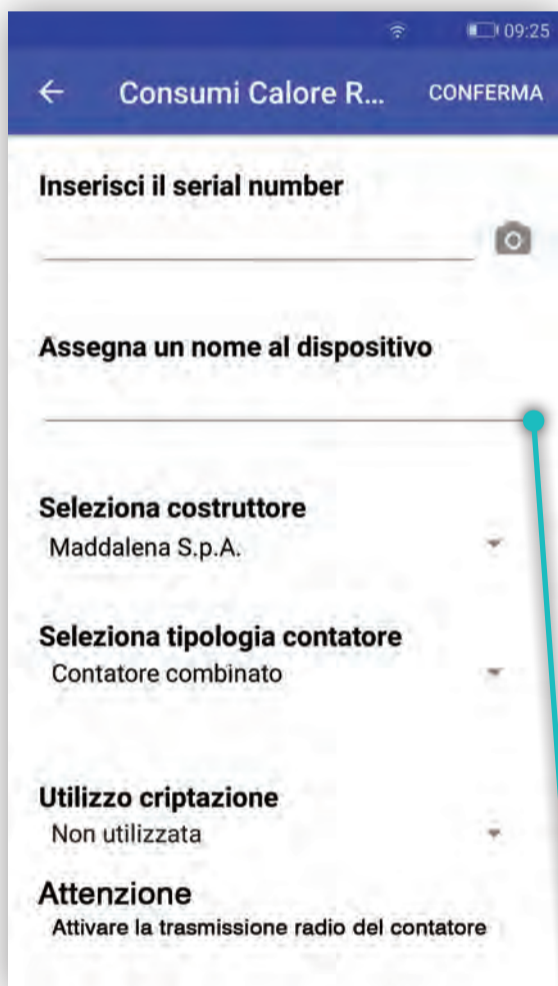 09:25
Consumi Calore R... CONFERMA
Inserisci il serial number
Assegna un nome al dispositivo
Seleziona costruttore
Maddalena S.p.A.
Seleziona tipologia contatore
Contatore combinato
Utilizzo criptazione
Non utilizzata
Attenzione
Attivare la trasmissione radio del contatore